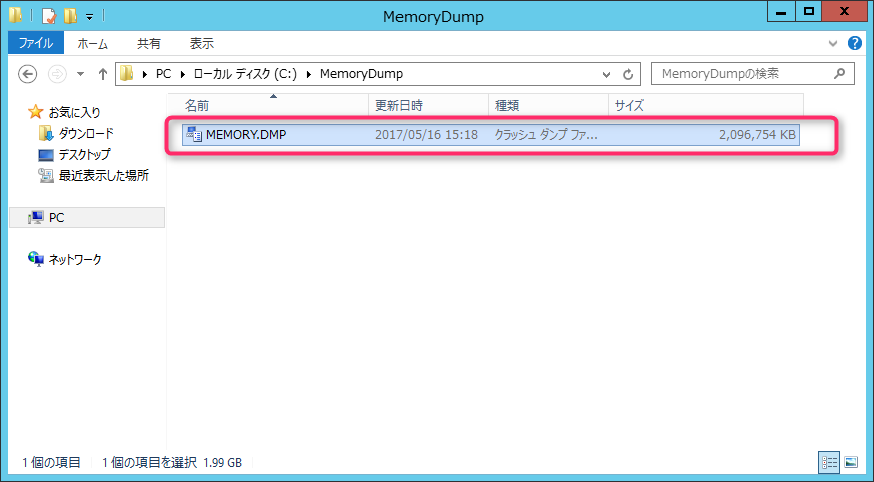 MemoryDump
ファイル ホーム 共有 表示
PC ローカル ディスク (C:) MemoryDump MemoryDumpの検索
名前 更新日時 種類 サイズ
お気に入り
MEMORY.DMP 2017/05/16 15:18 クラッシュ ダンプ ファ... 2,096,754 KB
ダウンロード
デスクトップ
最近表示した場所
PC
ネットワーク
1 個の項目 1 個の項目を選択 1.99 GB